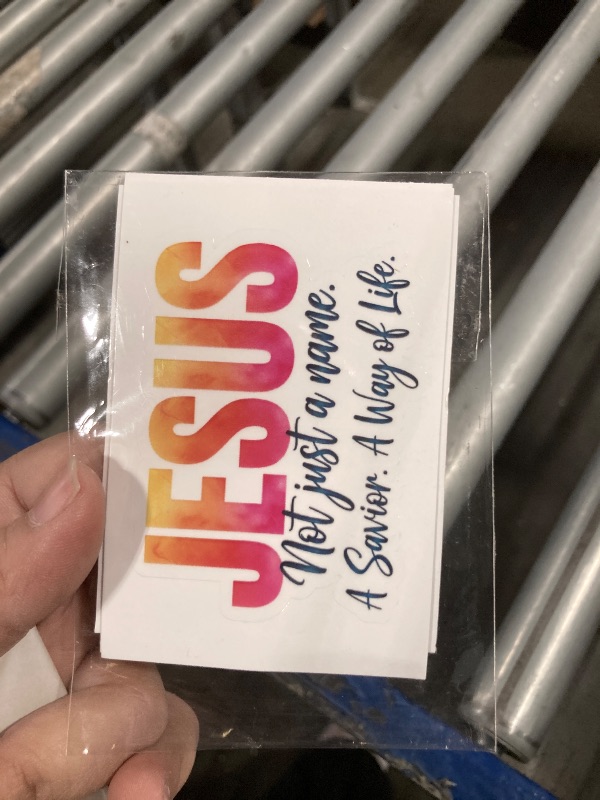 JESUS
Not just a name.
A Savior. A Way of Life.